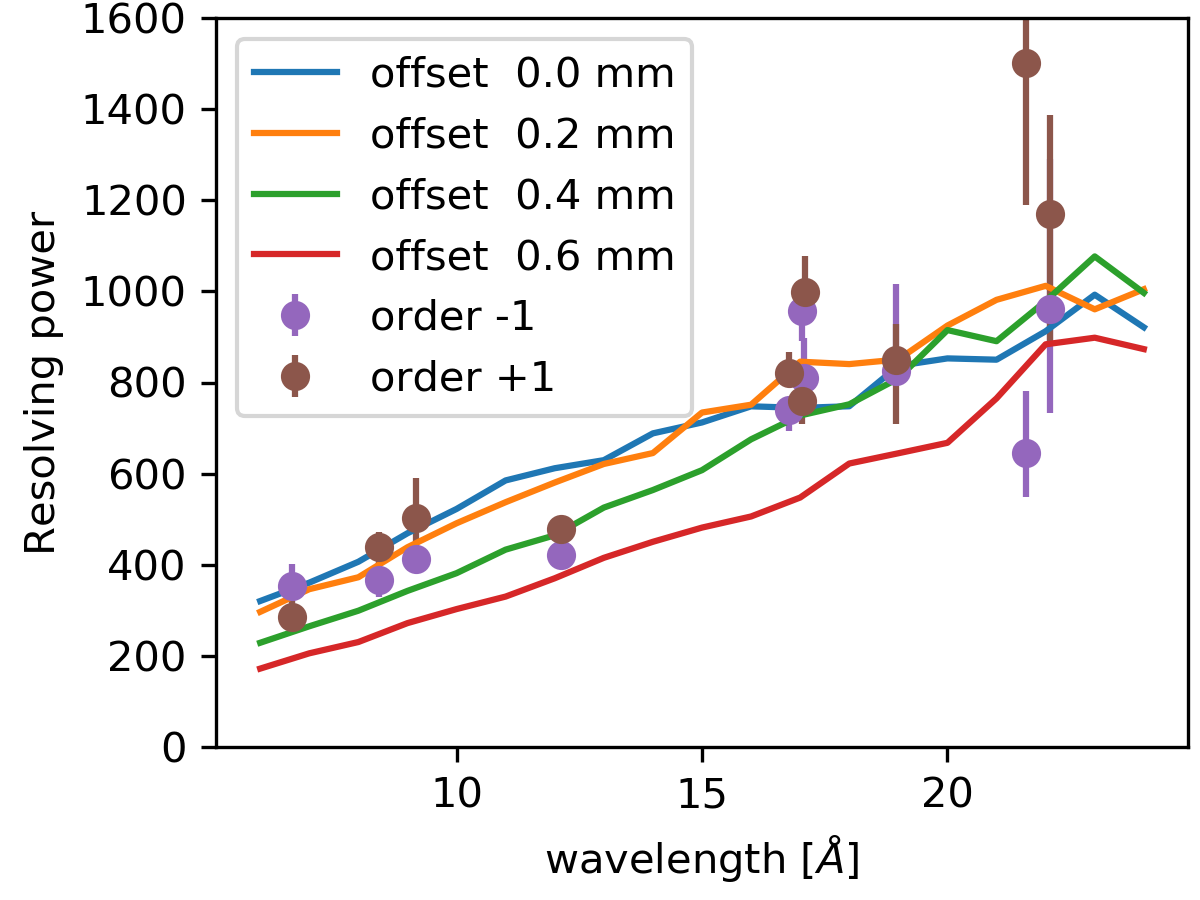 1600
1400
1200
1000
800
600
400
200
0
Resolving power
offset 0.0 mm
offset 0.2 mm
offset 0.4 mm
offset 0.6 mm
order -1
order +1
10 15 20
wavelength [Å]